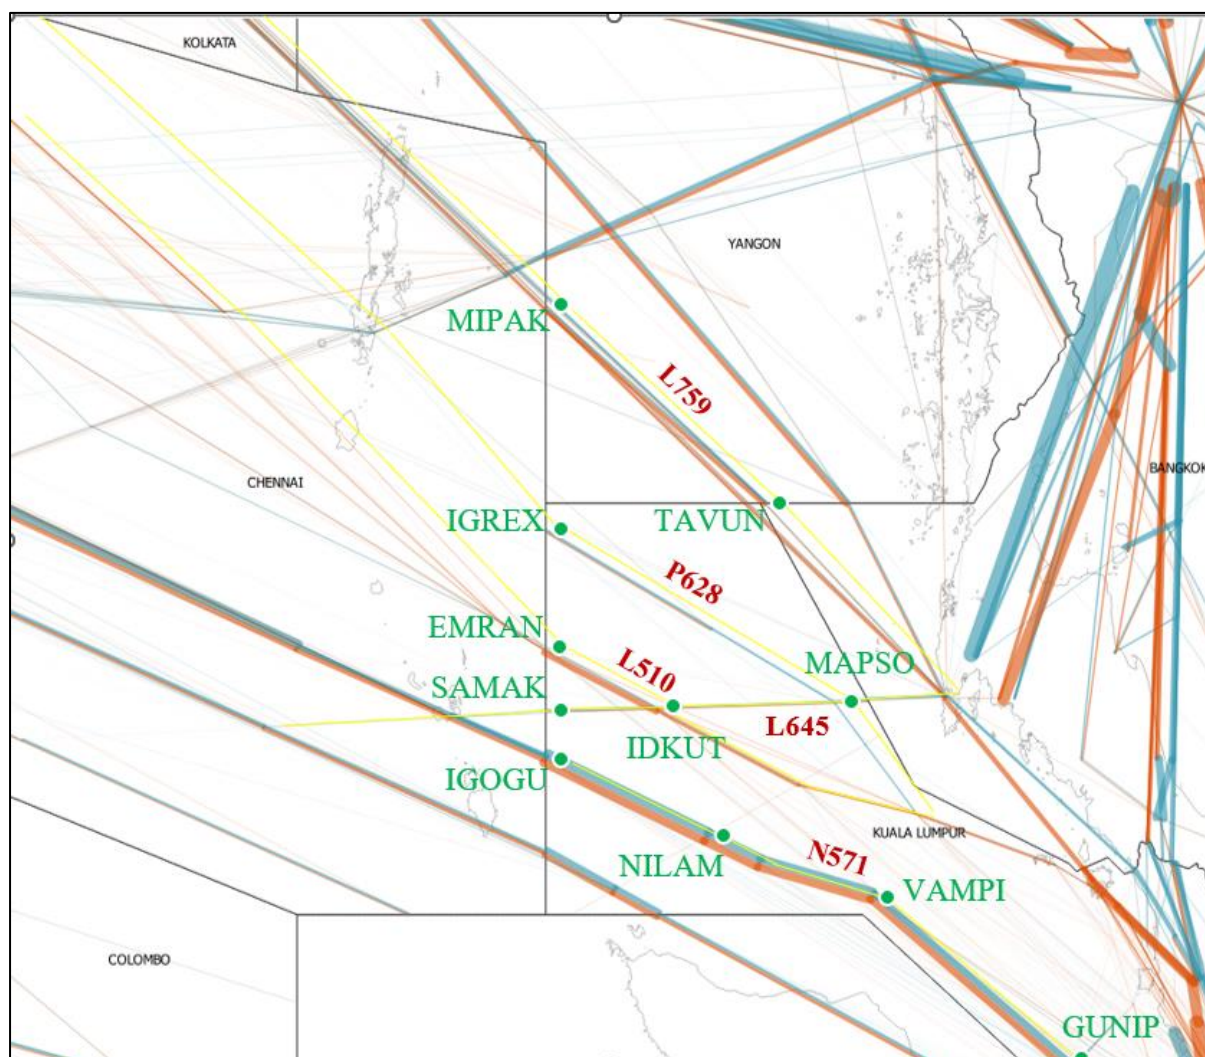 KOLKATA
YANGON
MIPAK
L759
BANGKOK
CHENNAI
IGREX
TAVUN
P628
EMRAN
L510
MAPSO
SAMAK
L645
IDKUT
IGOGU
KUALA LUMPUR
NILAM
N571
VAMPI
COLOMBO
GUNIP